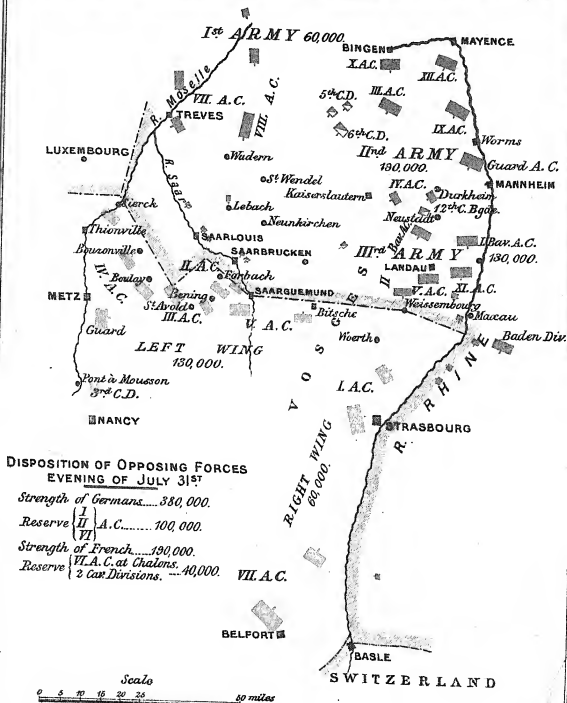 Ist ARMY 60,000.
BINGEN
MAYENCE
X.A.C.
XIII.A.C.
R. Moselle
VII. A.C.
VIII. A.C.
5th C.D.
III.A.C.
TREVES
6th C.D.
IX.A.C.
Worms
LUXEMBOURG
Wadern
IInd ARMY
130,000.
Guard A.C.
R. Saar
St Wendel
Kaiserslautern
IV.A.C.
Durkheim
MANNHEIM
Sierck
Lebach
Neustadt
12th C. Bgde.
Neunkirchen
Thionville
SAARLOUIS
II Bav. A.C.
I. Bav. A.C.
Bouzonville
SAARBRUCKEN
IIIrd ARMY
130,000.
II.A.C.
Forbach
LANDAU
IV. A.C.
Boulay
V.A.C.
XI.A.C.
METZ
Bening
SAARGUEMUND
Weissembourg
St Avold
III.A.C.
Bitsche
Maxau
Guard
V. A.C.
Woerth
Baden Div.
LEFT WING
130,000.
VOSGES
I.A.C.
R. RHINE
Pont à Mousson
3rd C.D.
NANCY
STRASBOURG
RIGHT WING
60,000.
DISPOSITION OF OPPOSING FORCES
EVENING OF JULY 31ST
Strength of Germans.....380,000.
Reserve { I II VI } A.C.........100,000.
Strength of French.....190,000.
Reserve { VI.A.C. at Chalons.
2 Cav. Divisions. ---40,000.
VII.A.C.
BELFORT
BASLE
SWITZERLAND
Scale
0 5 10 15 20 25 50 miles